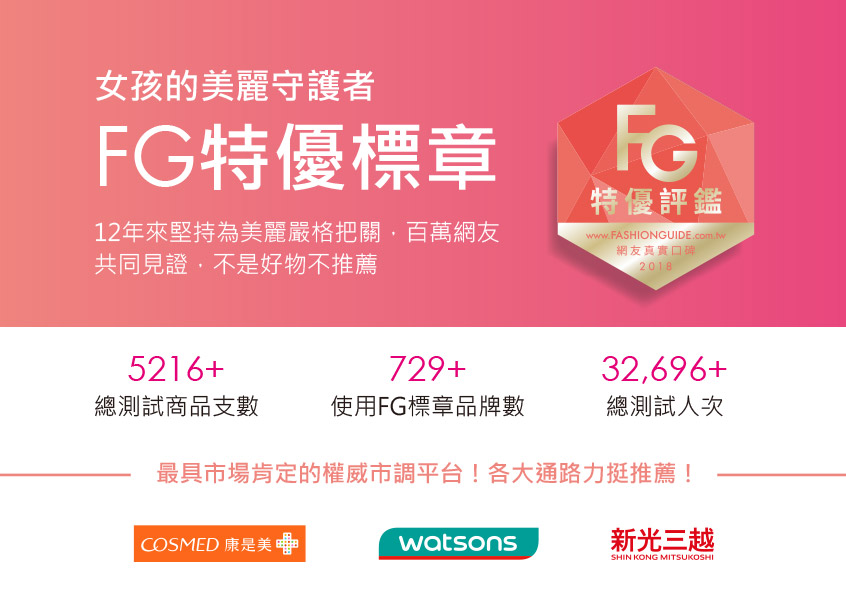 女孩的美麗守護者
FG特優標章
12年來堅持為美麗嚴格把關，百萬網友
共同見證，不是好物不推薦
FG
特優評鑑
www.FASHIONGUIDE.com.tw
網友真實口碑
2018
5216+
總測試商品支數
729+
使用FG標章品牌數
32,696+
總測試人次
最具市場肯定的權威市調平台！各大通路力挺推薦！
COSMED 康是美
watsons
新光三越
SHIN KONG MITSUKOSHI